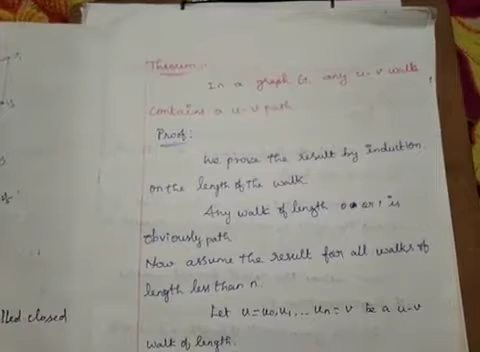 Theorem:-
In a graph G, any u-v walk
contains a u-v path
Proof:
We prove the result by induction
on the length of the walk
Any walk of length 0 or 1 is
obviously path
Now assume the result for all walks of
length less than n.
Let u=u0,u1,... un=v be a u-v
walk of length.
lled closed